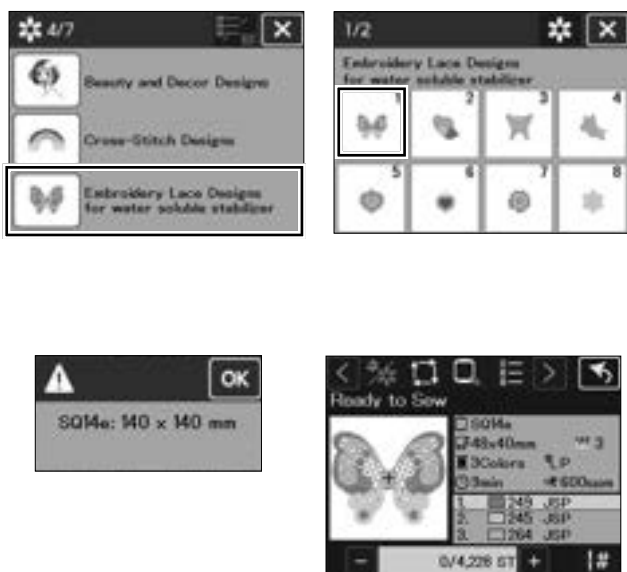 4/7
Beauty and Decor Designs
Cross-Stitch Designs
Embroidery Lace Designs
for water soluble stabilizer
1/2
Embroidery Lace Designs
for water soluble stabilizer
1 2 3 4
5 6 7 8
OK
SQ14e: 140 x 140 mm
Ready to Sew
SQ14e
48x40mm 3
3Colors P
3min 600spm
1. 249 JSP
2. 245 JSP
3. 264 JSP
- 0/4,228 ST + 1#